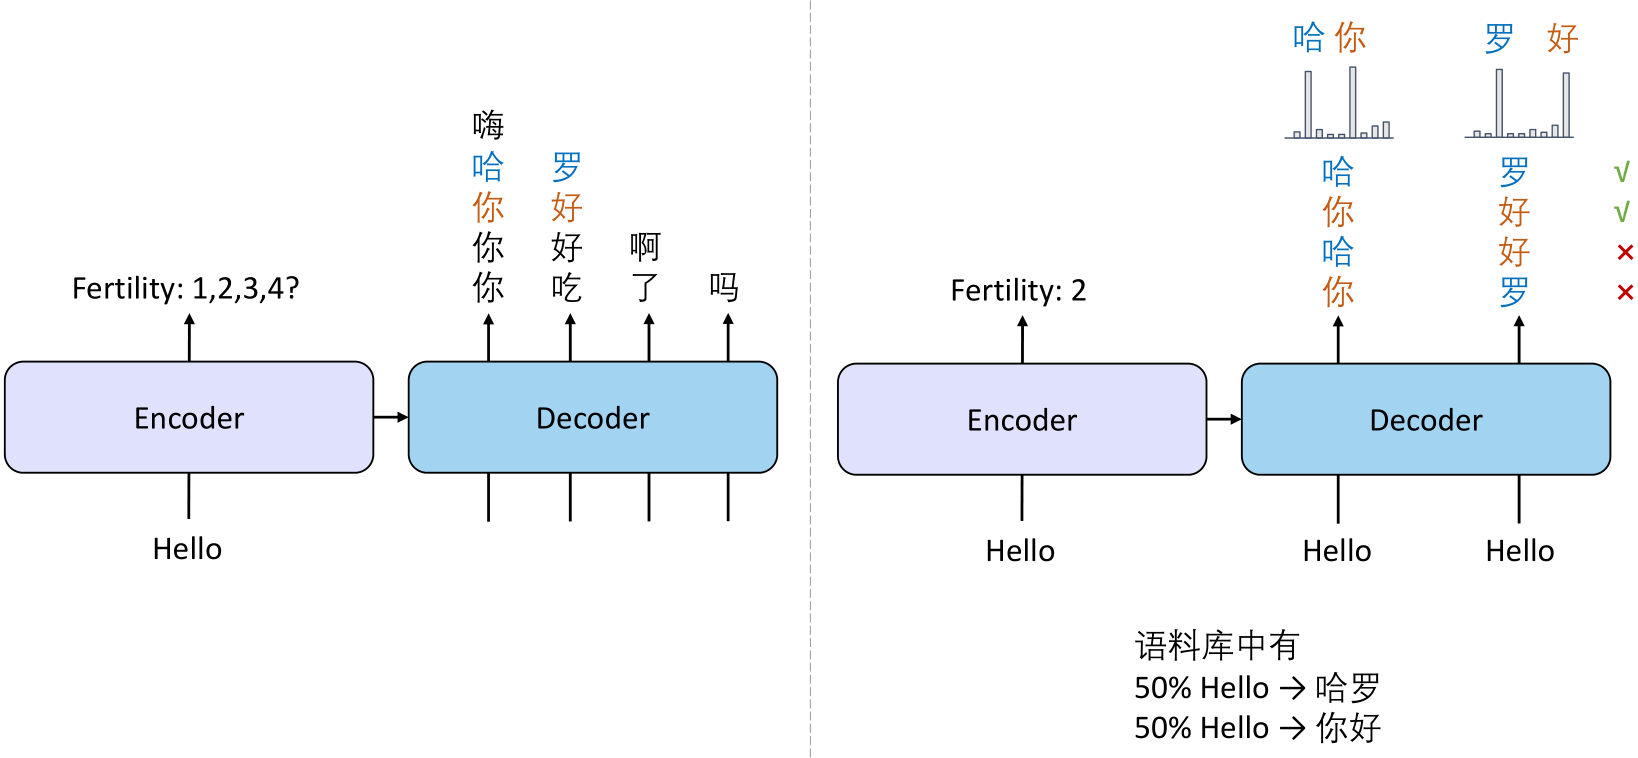 嗨
哈 罗
你 好
你 好 啊
你 吃 了 吗
Fertility: 1,2,3,4?
Encoder
Decoder
Hello
哈 你 罗 好
哈 罗 √
你 好 √
哈 好 ×
你 罗 ×
Fertility: 2
Encoder
Decoder
Hello Hello Hello
语料库中有
50% Hello → 哈罗
50% Hello → 你好